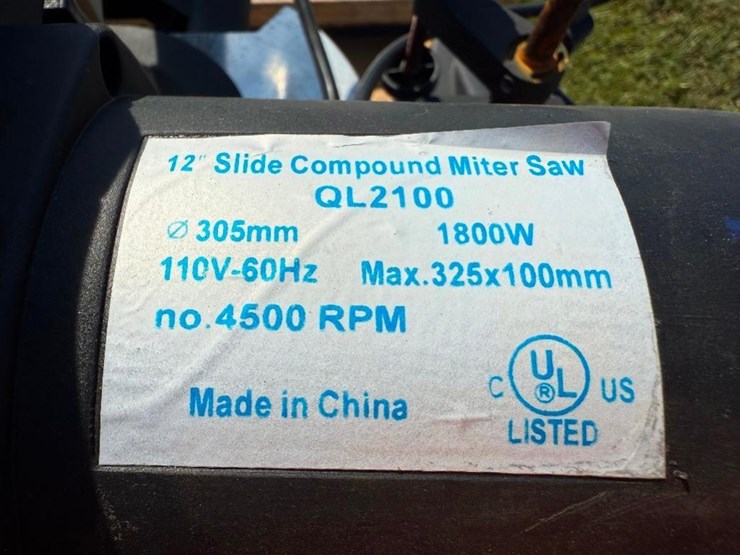 12" Slide Compound Miter Saw
QL2100
Ø 305mm 1800W
110V-60Hz Max.325x100mm
no.4500 RPM
Made in China
C UL ® US
LISTED